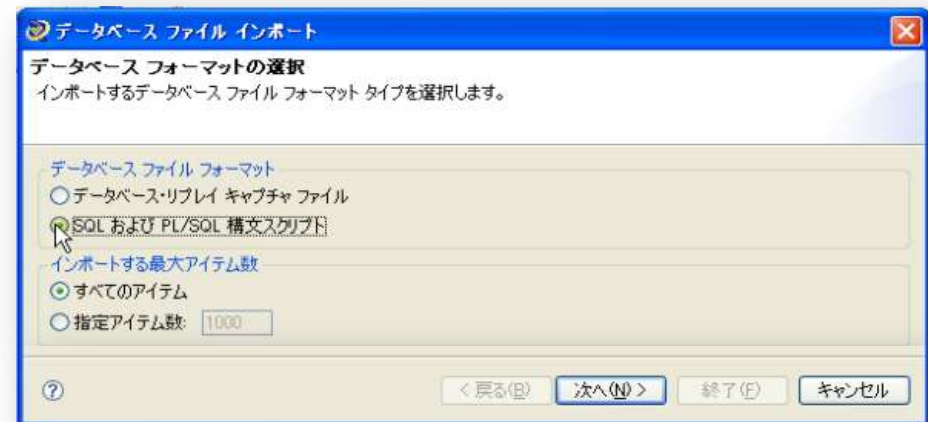 データベース ファイル インポート
データベース フォーマットの選択
インポートするデータベース ファイル フォーマット タイプを選択します。
データベース ファイル フォーマット
データベース・リプレイ キャプチャ ファイル
SQL および PL/SQL 構文スクリプト
インポートする最大アイテム数
すべてのアイテム
指定アイテム数: 1000
? < 戻る(B) 次へ(N) > 終了(F) キャンセル